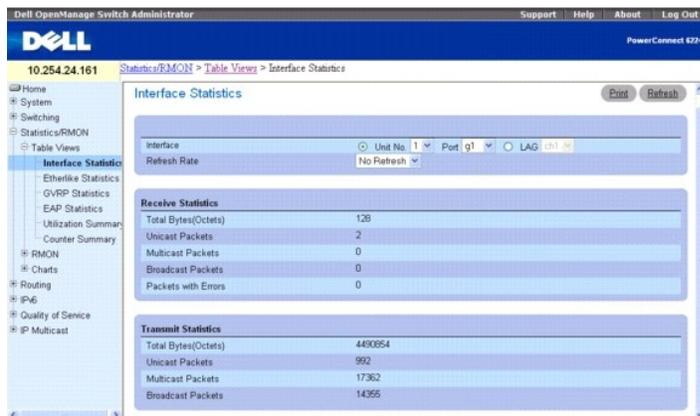 Dell OpenManage Switch Administrator
Support Help About Log Out
DELL
PowerConnect 622
10.254.24.161
Statistics/RMON > Table Views > Interface Statistics
Home
System
Switching
Statistics/RMON
Table Views
Interface Statistic
Etherlike Statistics
GVRP Statistics
EAP Statistics
Utilization Summary
Counter Summary
RMON
Charts
Routing
IPv6
Quality of Service
IP Multicast
Interface Statistics
Print Refresh
Interface Unit No. 1 Port g1 LAG ch1
Refresh Rate No Refresh
Receive Statistics
Total Bytes(Octets) 128
Unicast Packets 2
Multicast Packets 0
Broadcast Packets 0
Packets with Errors 0
Transmit Statistics
Total Bytes(Octets) 4490854
Unicast Packets 992
Multicast Packets 17362
Broadcast Packets 14355